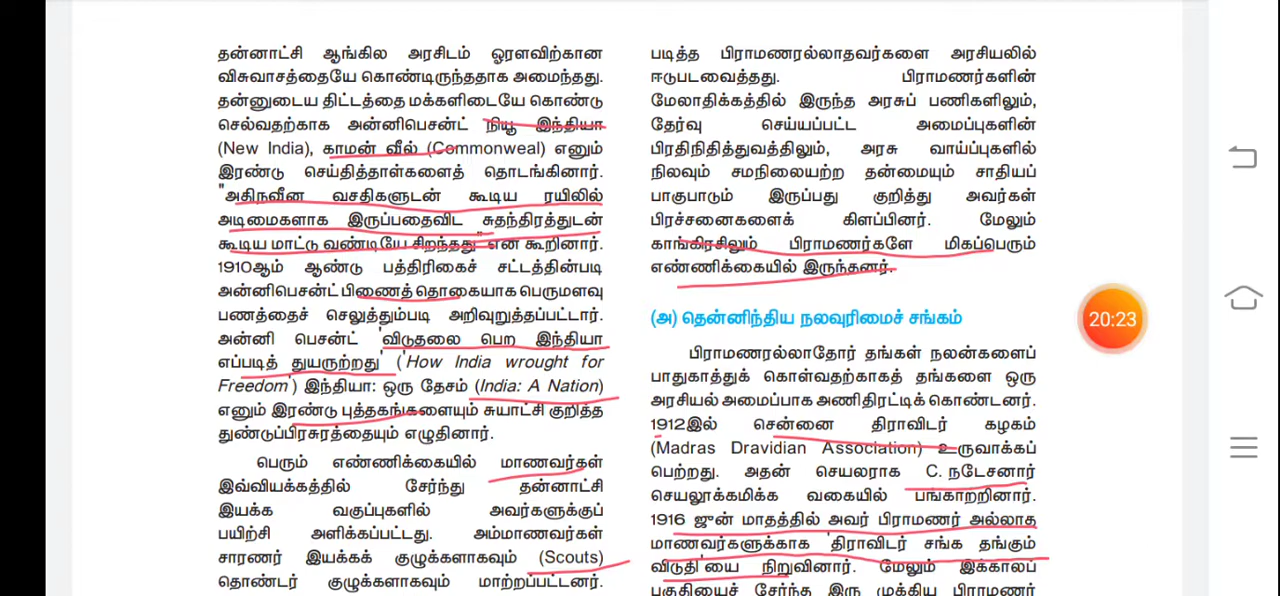 தன்னாட்சி ஆங்கில அரசிடம் ஓரளவிற்கான
விசுவாசத்தையே கொண்டிருந்ததாக அமைந்தது.
தன்னுடைய திட்டத்தை மக்களிடையே கொண்டு
செல்வதற்காக அன்னிபெசன்ட் நியூ இந்தியா
(New India), காமன் வீல் (Commonweal) எனும்
இரண்டு செய்தித்தாள்களைத் தொடங்கினார்.
"அதிநவீன வசதிகளுடன் கூடிய ரயிலில்
அடிமைகளாக இருப்பதைவிட சுதந்திரத்துடன்
கூடிய மாட்டு வண்டியே சிறந்தது" என கூறினார்.
1910ஆம் ஆண்டு பத்திரிகைச் சட்டத்தின்படி
அன்னிபெசன்ட் பிணைத் தொகையாக பெருமளவு
பணத்தைச் செலுத்தும்படி அறிவுறுத்தப்பட்டார்.
அன்னி பெசன்ட் 'விடுதலை பெற இந்தியா
எப்படித் துயருற்றது' ('How India wrought for
Freedom') இந்தியா: ஒரு தேசம் (India: A Nation)
எனும் இரண்டு புத்தகங்களையும் சுயாட்சி குறித்த
துண்டுப்பிரசுரத்தையும் எழுதினார்.
பெரும் எண்ணிக்கையில் மாணவர்கள்
இவ்வியக்கத்தில் சேர்ந்து தன்னாட்சி
இயக்க வகுப்புகளில் அவர்களுக்குப்
பயிற்சி அளிக்கப்பட்டது. அம்மாணவர்கள்
சாரணர் இயக்கக் குழுக்களாகவும் (Scouts)
தொண்டர் குழுக்களாகவும் மாற்றப்பட்டனர்.
படித்த பிராமணரல்லாதவர்களை அரசியலில்
ஈடுபடவைத்தது. பிராமணர்களின்
மேலாதிக்கத்தில் இருந்த அரசுப் பணிகளிலும்,
தேர்வு செய்யப்பட்ட அமைப்புகளின்
பிரதிநிதித்துவத்திலும், அரசு வாய்ப்புகளில்
நிலவும் சமநிலையற்ற தன்மையும் சாதியப்
பாகுபாடும் இருப்பது குறித்து அவர்கள்
பிரச்சனைகளைக் கிளப்பினர். மேலும்
காங்கிரசிலும் பிராமணர்களே மிகப்பெரும்
எண்ணிக்கையில் இருந்தனர்.
(அ) தென்னிந்திய நலவுரிமைச் சங்கம்
பிராமணரல்லாதோர் தங்கள் நலன்களைப்
பாதுகாத்துக் கொள்வதற்காகத் தங்களை ஒரு
அரசியல் அமைப்பாக அணிதிரட்டிக் கொண்டனர்.
1912இல் சென்னை திராவிடர் கழகம்
(Madras Dravidian Association) உருவாக்கப்
பெற்றது. அதன் செயலராக C. நடேசனார்
செயலூக்கமிக்க வகையில் பங்காற்றினார்.
1916 ஜுன் மாதத்தில் அவர் பிராமணர் அல்லாத
மாணவர்களுக்காக 'திராவிடர் சங்க தங்கும்
விடுதி'யை நிறுவினார். மேலும் இக்காலப்
பகுதியைச் சேர்ந்த இரு முக்கிய பிராமணர்
20:23